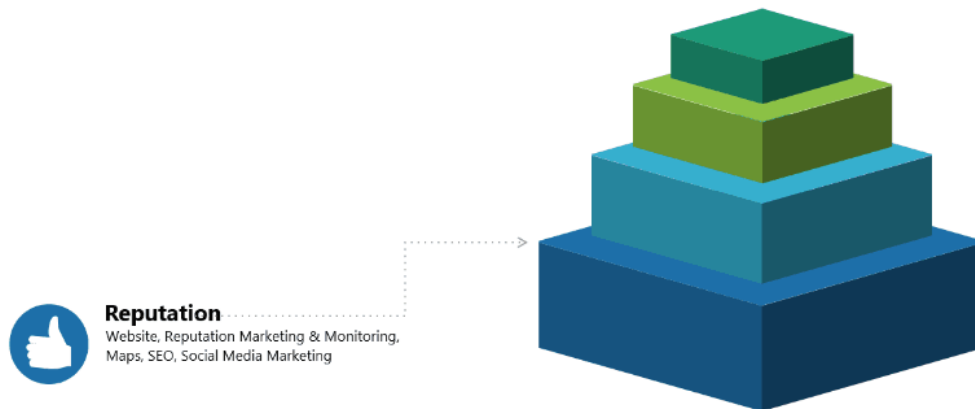 Reputation
Website, Reputation Marketing & Monitoring,
Maps, SEO, Social Media Marketing